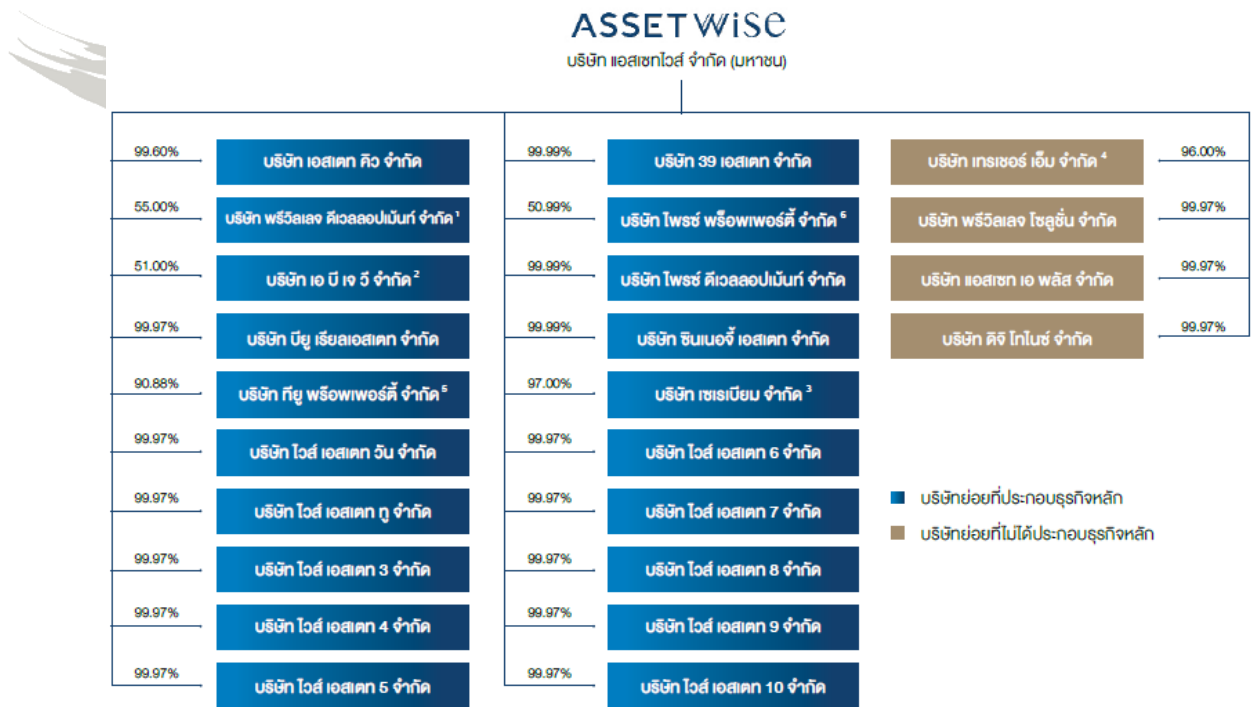 ASSETWISE
บริษัท แอสเซทไวส์ จำกัด (มหาชน)
99.60% บริษัท เอสเตท คิว จำกัด
55.00% บริษัท พรีวิลเลจ ดีเวลลอปเม้นท์ จำกัด ¹
51.00% บริษัท เอ บี เจ วี จำกัด ²
99.97% บริษัท บียู เรียลเอสเตท จำกัด
90.88% บริษัท ทียู พร็อพเพอร์ตี้ จำกัด ⁵
99.97% บริษัท ไวส์ เอสเตท วัน จำกัด
99.97% บริษัท ไวส์ เอสเตท ทู จำกัด
99.97% บริษัท ไวส์ เอสเตท 3 จำกัด
99.97% บริษัท ไวส์ เอสเตท 4 จำกัด
99.97% บริษัท ไวส์ เอสเตท 5 จำกัด
99.99% บริษัท 39 เอสเตท จำกัด
50.99% บริษัท ไพรซ์ พร็อพเพอร์ตี้ จำกัด ⁶
99.99% บริษัท ไพรซ์ ดีเวลลอปเม้นท์ จำกัด
99.99% บริษัท ซินเนอจี้ เอสเตท จำกัด
97.00% บริษัท เซเรเบียม จำกัด ³
99.97% บริษัท ไวส์ เอสเตท 6 จำกัด
99.97% บริษัท ไวส์ เอสเตท 7 จำกัด
99.97% บริษัท ไวส์ เอสเตท 8 จำกัด
99.97% บริษัท ไวส์ เอสเตท 9 จำกัด
99.97% บริษัท ไวส์ เอสเตท 10 จำกัด
บริษัท เทรเชอร์ เอ็ม จำกัด ⁴ 96.00%
บริษัท พรีวิลเลจ โซลูชั่น จำกัด 99.97%
บริษัท แอสเซท เอ พลัส จำกัด 99.97%
บริษัท ดิจิ โทไนซ์ จำกัด 99.97%
บริษัทย่อยที่ประกอบธุรกิจหลัก
บริษัทย่อยที่ไม่ได้ประกอบธุรกิจหลัก